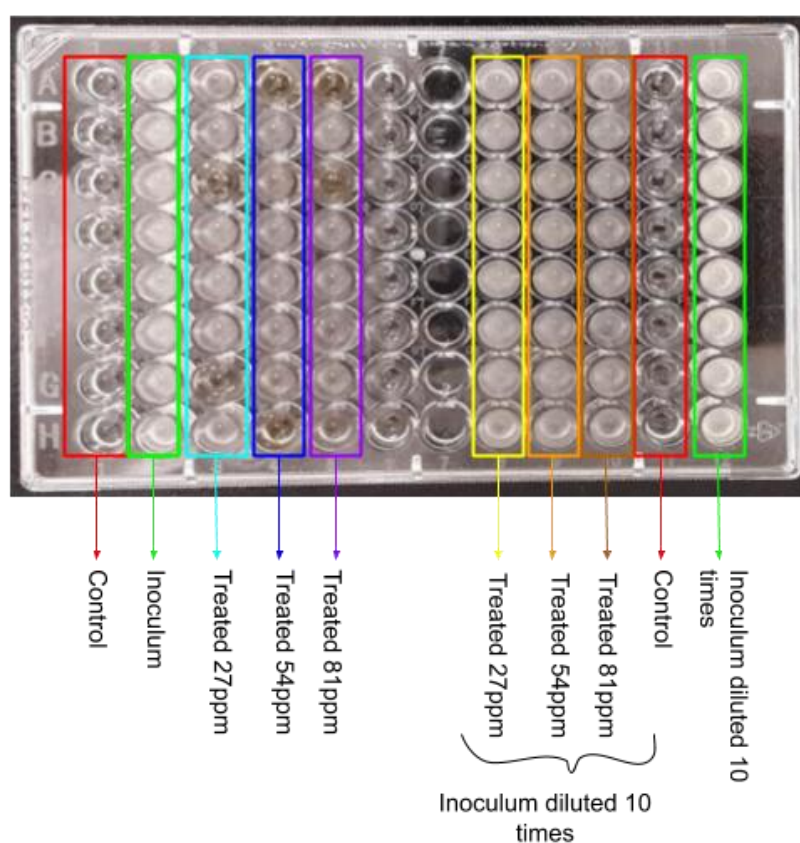 A
B
G
H
Control
Inoculum
Treated 27ppm
Treated 54ppm
Treated 81ppm
Treated 27ppm
Treated 54ppm
Treated 81ppm
Control
Inoculum diluted 10
times
Inoculum diluted 10
times